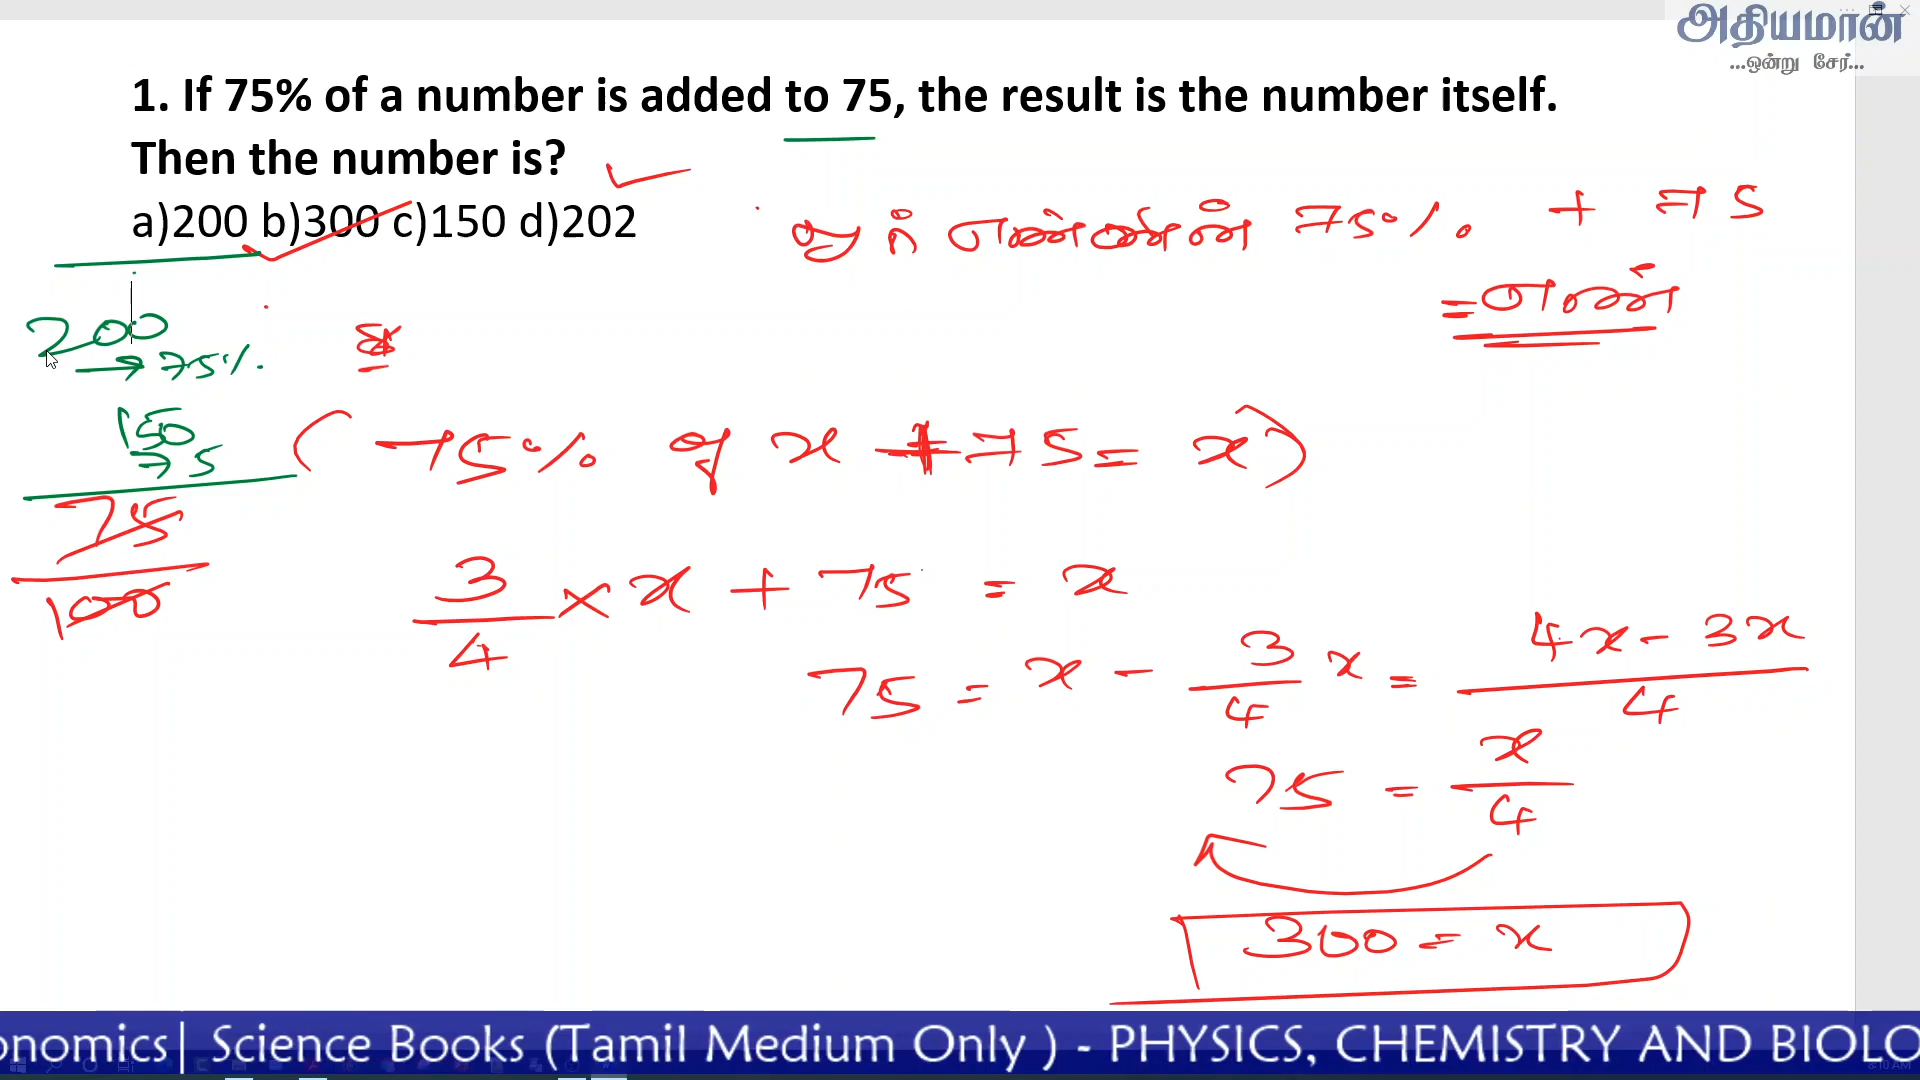 அதியமான்
...ஒன்று சேர்...
1. If 75% of a number is added to 75, the result is the number itself.
Then the number is?
a)200 b)300 c)150 d)202
ஒரு எண்ணின் 75% + 75
= எண்
200
→ 75%
150
75
75
100
(75% of x + 75 = x)
3/4 × x + 75 = x
75 = x - 3/4 x = 4x - 3x / 4
75 = x/4
300 = x
onomics| Science Books (Tamil Medium Only ) - PHYSICS, CHEMISTRY AND BIOLO